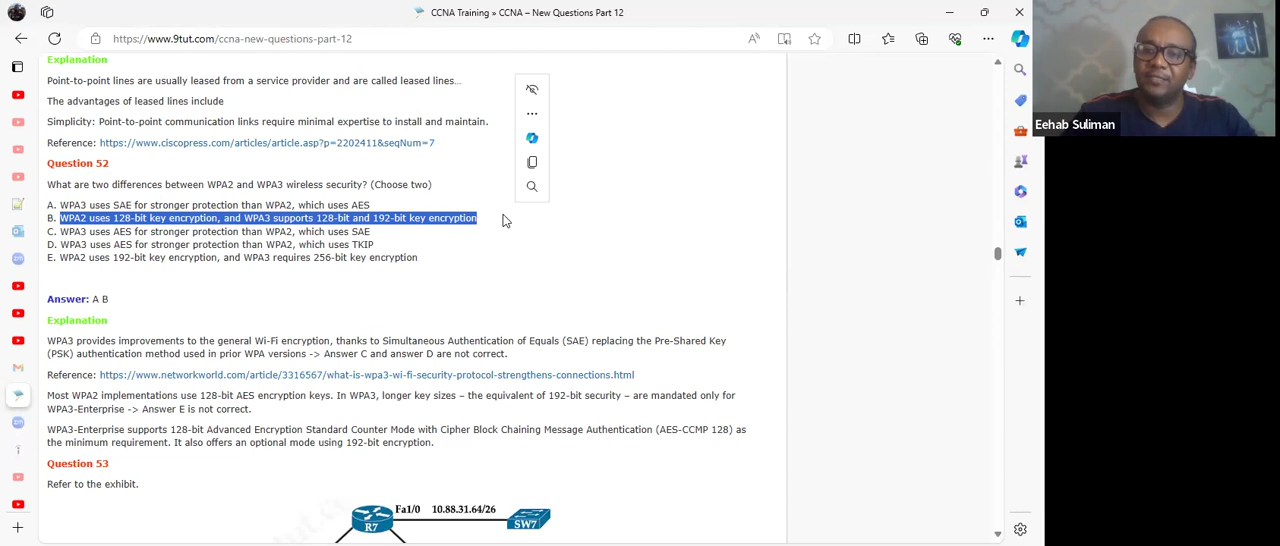 CCNA Training » CCNA – New Questions Part 12
https://www.9tut.com/ccna-new-questions-part-12
Explanation
Point-to-point lines are usually leased from a service provider and are called leased lines...
The advantages of leased lines include
Simplicity: Point-to-point communication links require minimal expertise to install and maintain.
Reference: https://www.ciscopress.com/articles/article.asp?p=2202411&seqNum=7
Question 52
What are two differences between WPA2 and WPA3 wireless security? (Choose two)
A. WPA3 uses SAE for stronger protection than WPA2, which uses AES
B. WPA2 uses 128-bit key encryption, and WPA3 supports 128-bit and 192-bit key encryption
C. WPA3 uses AES for stronger protection than WPA2, which uses SAE
D. WPA3 uses AES for stronger protection than WPA2, which uses TKIP
E. WPA2 uses 192-bit key encryption, and WPA3 requires 256-bit key encryption
Answer: A B
Explanation
WPA3 provides improvements to the general Wi-Fi encryption, thanks to Simultaneous Authentication of Equals (SAE) replacing the Pre-Shared Key
(PSK) authentication method used in prior WPA versions -> Answer C and answer D are not correct.
Reference: https://www.networkworld.com/article/3316567/what-is-wpa3-wi-fi-security-protocol-strengthens-connections.html
Most WPA2 implementations use 128-bit AES encryption keys. In WPA3, longer key sizes – the equivalent of 192-bit security – are mandated only for
WPA3-Enterprise -> Answer E is not correct.
WPA3-Enterprise supports 128-bit Advanced Encryption Standard Counter Mode with Cipher Block Chaining Message Authentication (AES-CCMP 128) as
the minimum requirement. It also offers an optional mode using 192-bit encryption.
Question 53
Refer to the exhibit.
Fa1/0 10.88.31.64/26
R7
SW7
Eehab Suliman